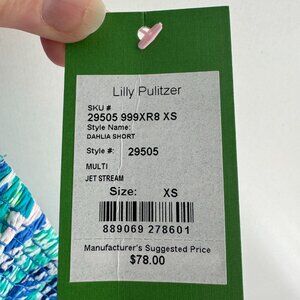 Lilly Pulitzer
SKU #
29505 999XR8 XS
Style Name:
DAHLIA SHORT
Style #: 29505
MULTI
JET STREAM
Size: XS
889069 278601
Manufacturer's Suggested Price
$78.00